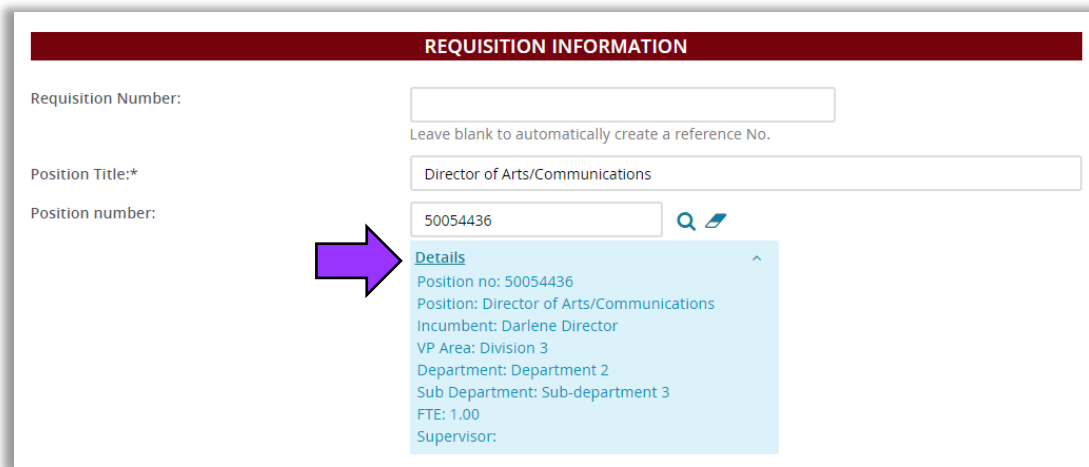 REQUISITION INFORMATION
Requisition Number:
Leave blank to automatically create a reference No.
Position Title:*
Director of Arts/Communications
Position number:
50054436
Details
Position no: 50054436
Position: Director of Arts/Communications
Incumbent: Darlene Director
VP Area: Division 3
Department: Department 2
Sub Department: Sub-department 3
FTE: 1.00
Supervisor: